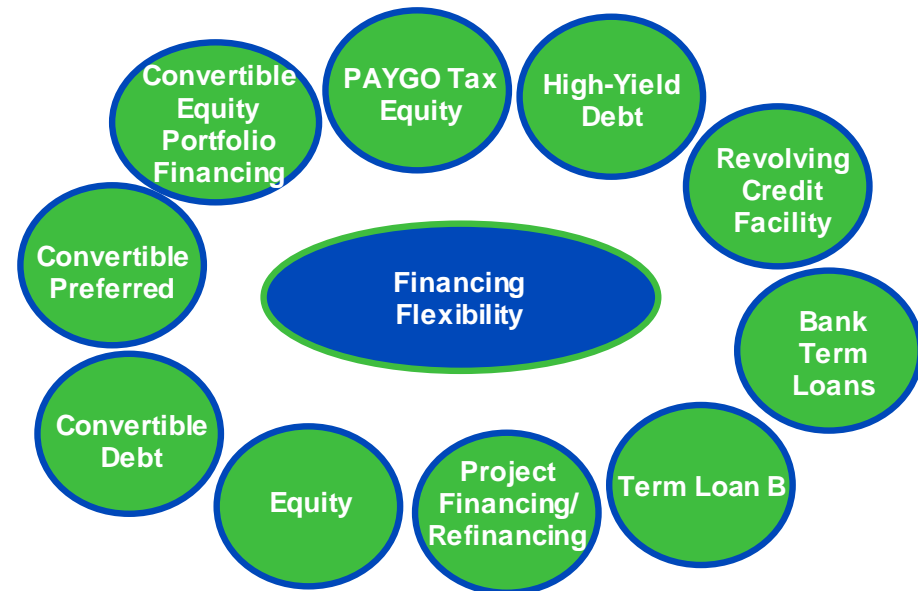 Convertible
Equity
Portfolio
Financing
PAYGO Tax
Equity
High-Yield
Debt
Revolving
Credit
Facility
Bank
Term
Loans
Term Loan B
Project
Financing/
Refinancing
Equity
Convertible
Debt
Convertible
Preferred
Financing
Flexibility